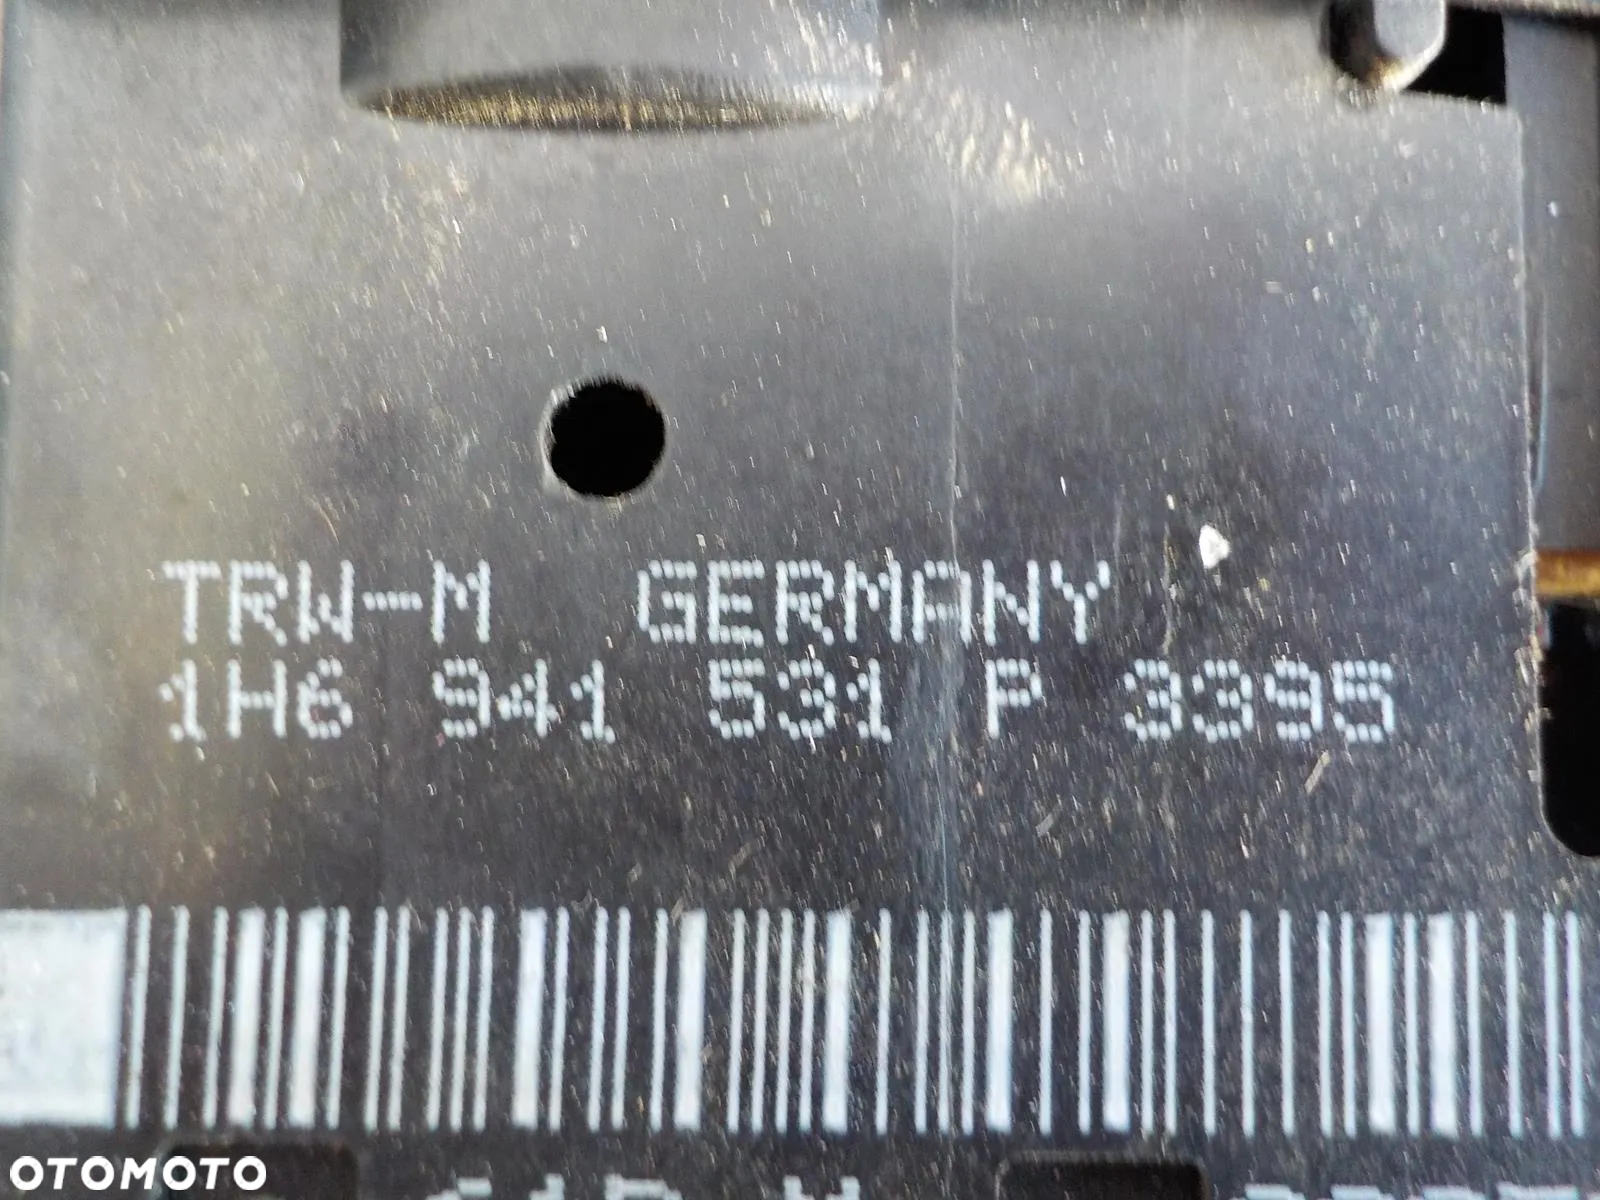 TRW-M GERMANY
1H6 941 531 P 3395
OTOMOTO